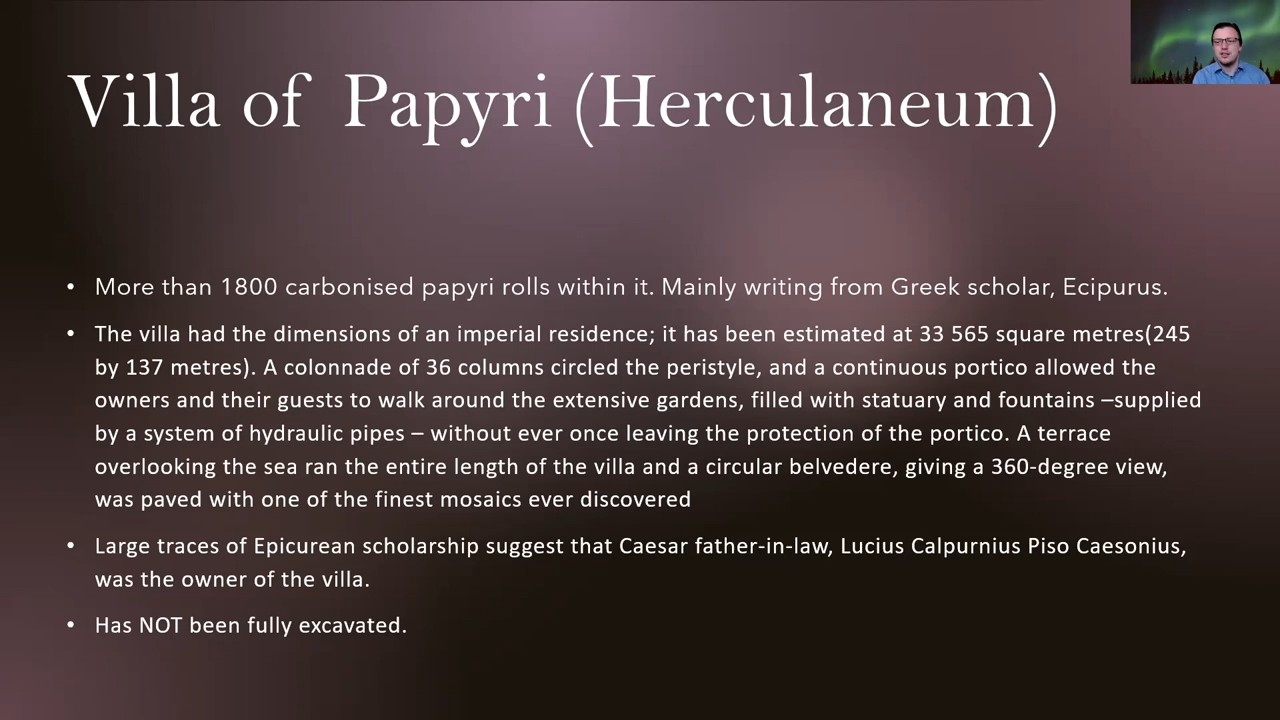 Villa of Papyri (Herculaneum)
• More than 1800 carbonised papyri rolls within it. Mainly writing from Greek scholar, Ecipurus.
• The villa had the dimensions of an imperial residence; it has been estimated at 33 565 square metres(245
by 137 metres). A colonnade of 36 columns circled the peristyle, and a continuous portico allowed the
owners and their guests to walk around the extensive gardens, filled with statuary and fountains –supplied
by a system of hydraulic pipes – without ever once leaving the protection of the portico. A terrace
overlooking the sea ran the entire length of the villa and a circular belvedere, giving a 360-degree view,
was paved with one of the finest mosaics ever discovered
• Large traces of Epicurean scholarship suggest that Caesar father-in-law, Lucius Calpurnius Piso Caesonius,
was the owner of the villa.
• Has NOT been fully excavated.